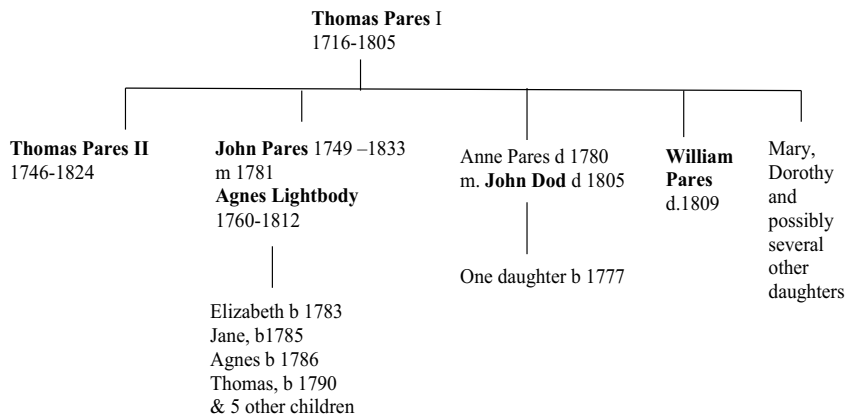 Thomas Pares I
1716-1805
Thomas Pares II
1746-1824
John Pares 1749 –1833
m 1781
Agnes Lightbody
1760-1812
Anne Pares d 1780
m. John Dod d 1805
William
Pares
d.1809
Mary,
Dorothy
and
possibly
several
other
daughters
One daughter b 1777
Elizabeth b 1783
Jane, b1785
Agnes b 1786
Thomas, b 1790
& 5 other children